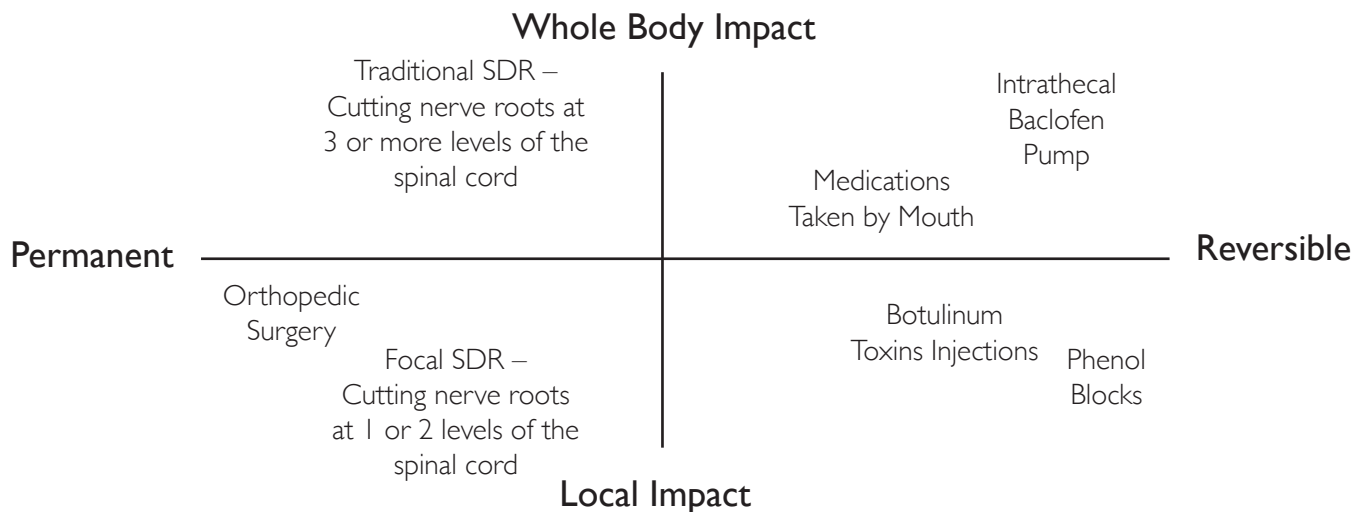 Whole Body Impact
Traditional SDR –
Cutting nerve roots at
3 or more levels of the
spinal cord
Intrathecal
Baclofen
Pump
Medications
Taken by Mouth
Permanent
Reversible
Orthopedic
Surgery
Focal SDR –
Cutting nerve roots
at 1 or 2 levels of the
spinal cord
Botulinum
Toxins Injections
Phenol
Blocks
Local Impact